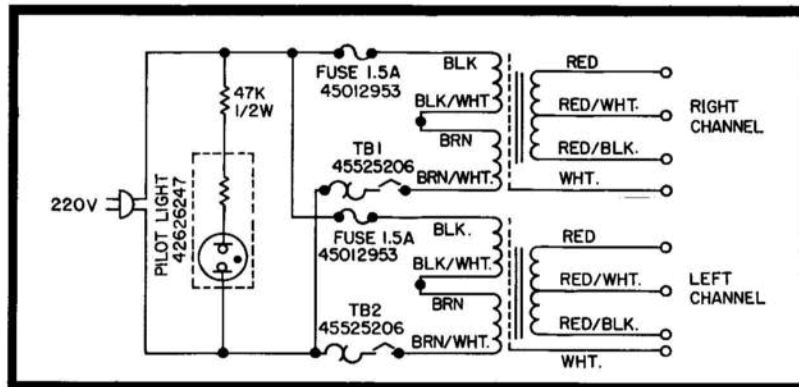 47K
1/2W
220V
PILOT LIGHT
42626247
FUSE 1.5A
45012953
BLK
BLK/WHT.
BRN
TB1
45525206
BRN/WHT.
RED
RED/WHT.
RED/BLK.
WHT.
RIGHT
CHANNEL
FUSE 1.5A
45012953
BLK.
BLK/WHT.
BRN
TB2
45525206
BRN/WHT.
RED
RED/WHT.
RED/BLK.
WHT.
LEFT
CHANNEL